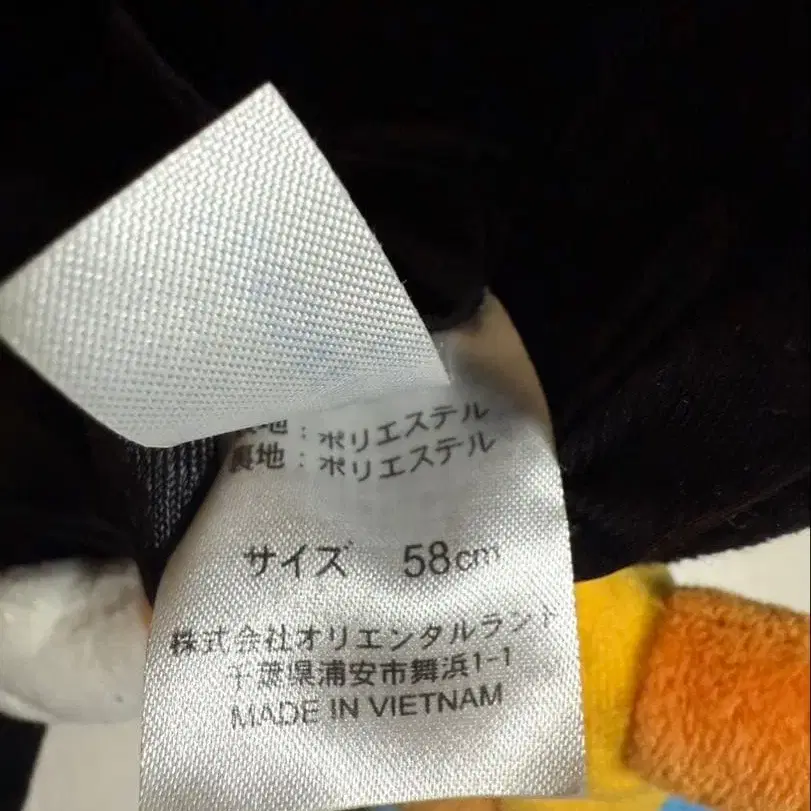 表地：ポリエステル
裏地：ポリエステル
サイズ 58cm
株式会社オリエンタルランド
千葉県浦安市舞浜1-1
MADE IN VIETNAM